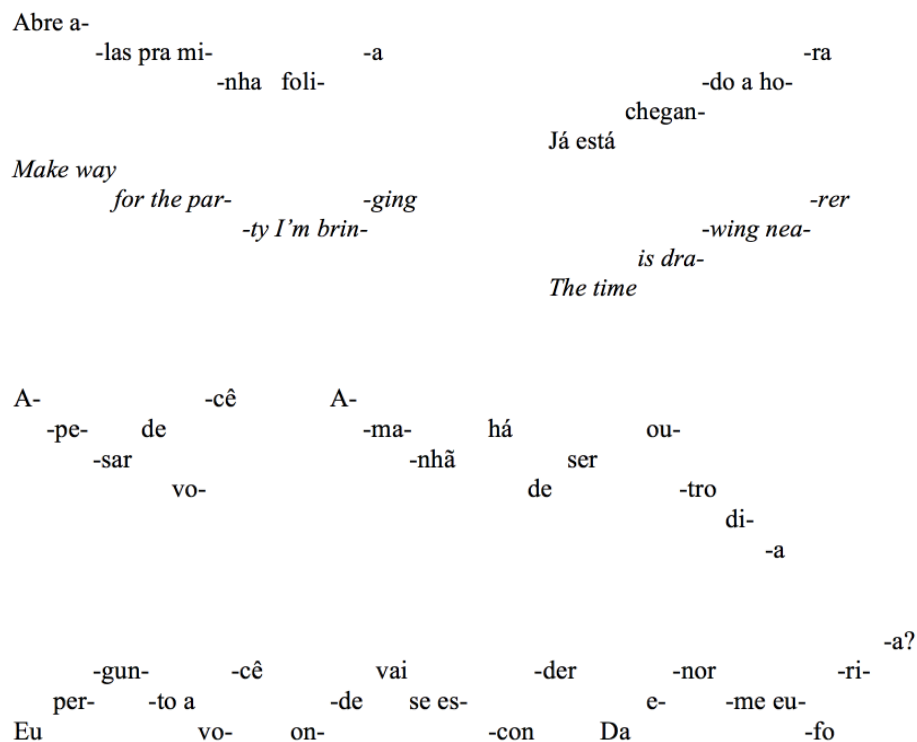 Abre a- -las pra mi- -nha foli- -a Já está chegan- -do a ho- -ra
Make way for the par- -ty I’m brin- -ging The time is dra- -wing nea- -rer
A- -pe- -sar de vo- -cê A- -ma- -nhã há de ser ou- -tro di- -a
Eu per- -gun- -to a vo- -cê on- -de vai se es- -con -der Da e- -nor -me eu- -fo -ri- -a?